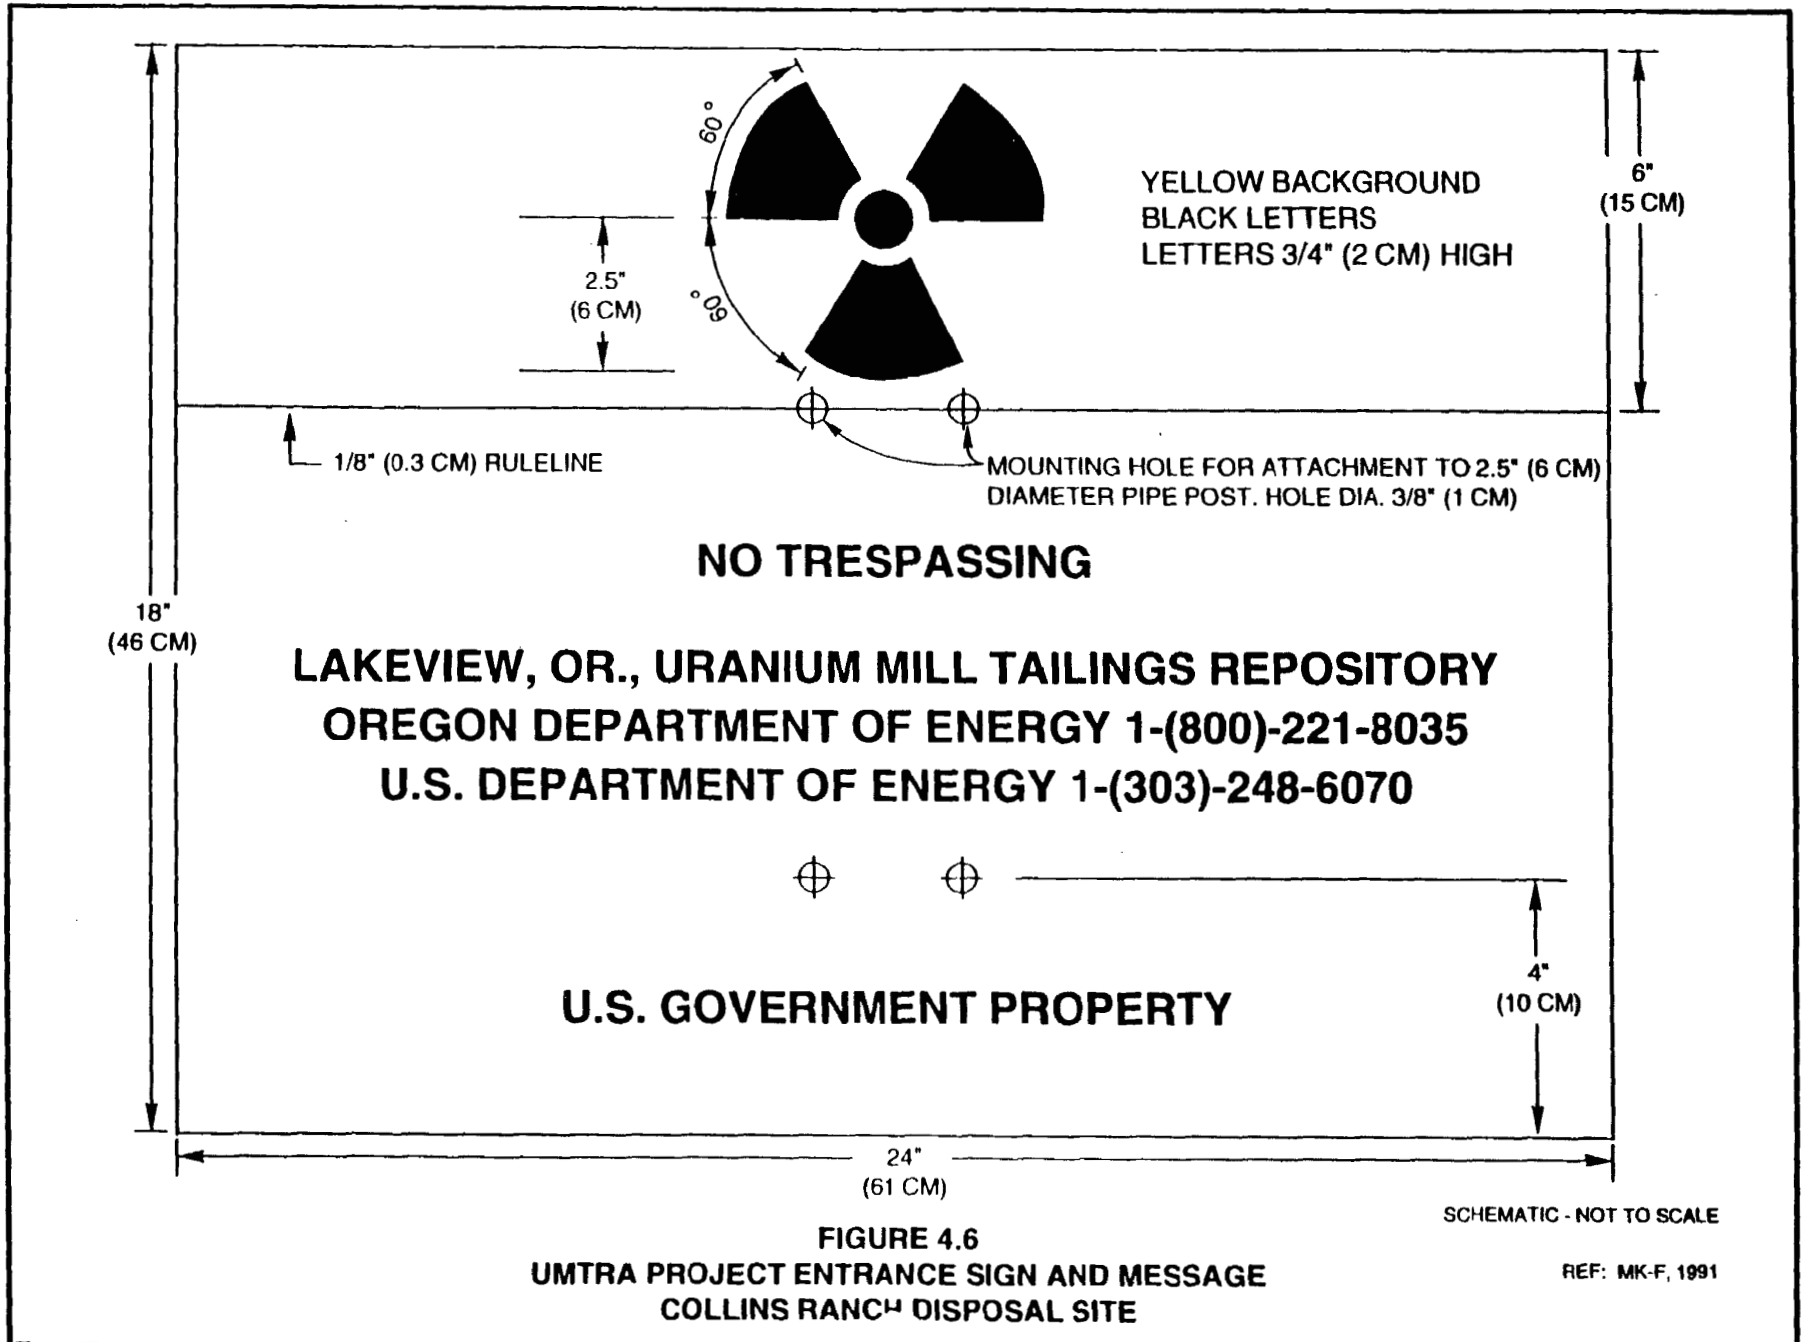 60°
YELLOW BACKGROUND
BLACK LETTERS
LETTERS 3/4" (2 CM) HIGH
6"
(15 CM)
2.5"
(6 CM)
60°
1/8" (0.3 CM) RULELINE
MOUNTING HOLE FOR ATTACHMENT TO 2.5" (6 CM)
DIAMETER PIPE POST. HOLE DIA. 3/8" (1 CM)
NO TRESPASSING
18"
(46 CM)
LAKEVIEW, OR., URANIUM MILL TAILINGS REPOSITORY
OREGON DEPARTMENT OF ENERGY 1-(800)-221-8035
U.S. DEPARTMENT OF ENERGY 1-(303)-248-6070
4"
(10 CM)
U.S. GOVERNMENT PROPERTY
24"
(61 CM)
SCHEMATIC - NOT TO SCALE
FIGURE 4.6
UMTRA PROJECT ENTRANCE SIGN AND MESSAGE
COLLINS RANCH DISPOSAL SITE
REF: MK-F, 1991